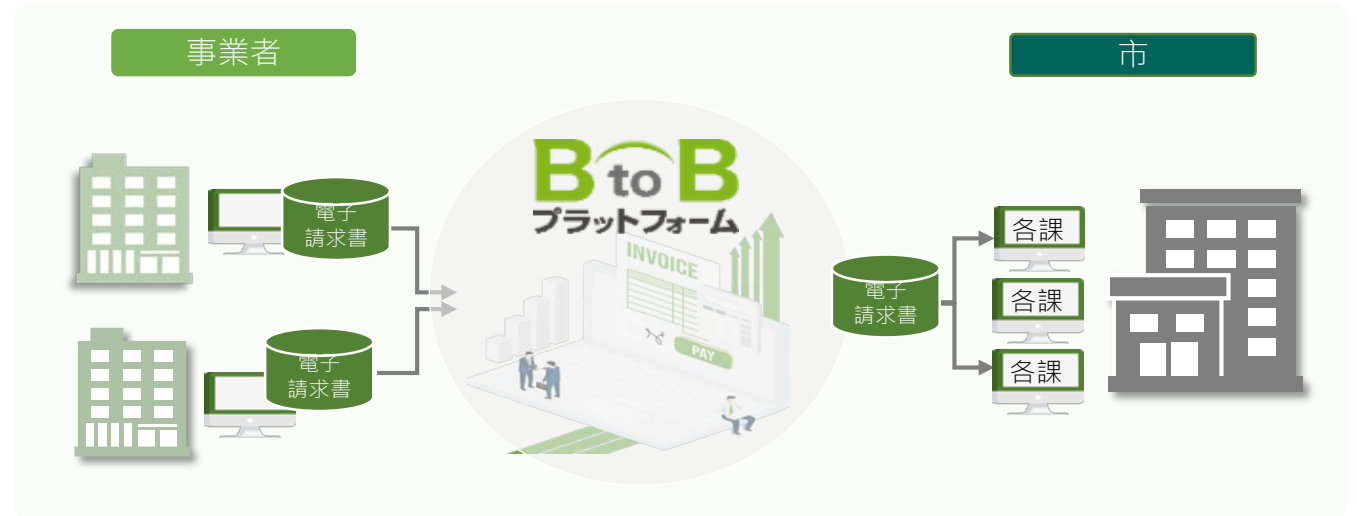 事業者
市
BtoB
プラットフォーム
電子
請求書
電子
請求書
INVOICE
PAY
電子
請求書
各課
各課
各課